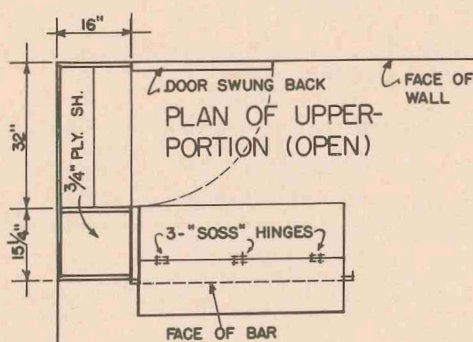 16"
DOOR SWUNG BACK
FACE OF
WALL
PLAN OF UPPER-
PORTION (OPEN)
32"
3/4" PLY. SH.
15 1/4"
3-"SOSS" HINGES
FACE OF BAR